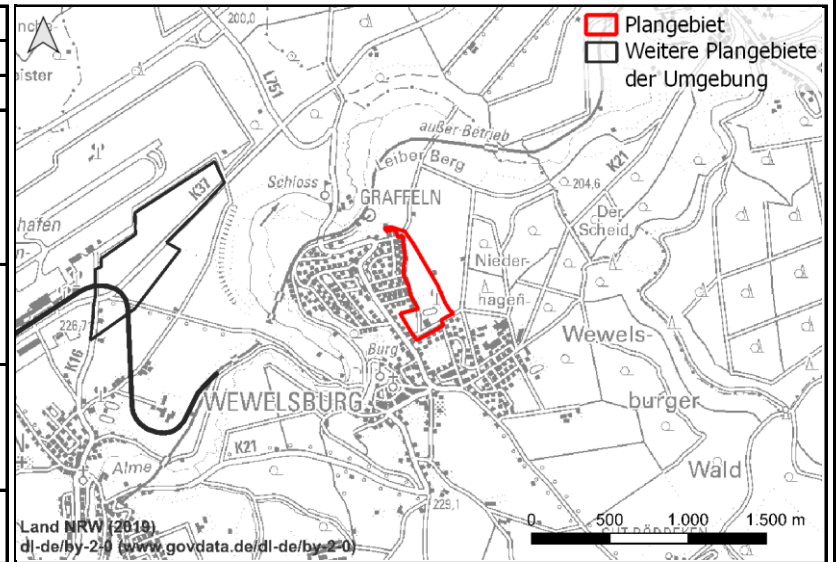 200,0
Plangebiet
Weitere Plangebiete
der Umgebung
L751
außer Betrieb
Leiber Berg
K21
K37
Schloss
204,6
GRAFFELN
Der
Scheid
hafen
Nieder-
hagen-
226,7
K16
Burg
Wewels-
WEWELSBURG
burger
K21
Wald
Alme
229,1
Land NRW (2019)
dl-de/by-2-0 (www.govdata.de/dl-de/by-2-0)
0 500 1.000 1.500 m